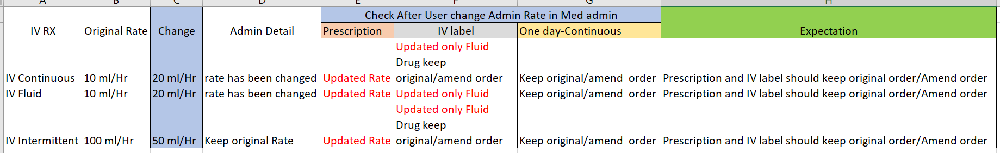 A B C D E F G H
Check After User change Admin Rate in Med admin
IV RX Original Rate Change Admin Detail Prescription IV label One day-Continuous Expectation
Updated only Fluid
Drug keep
IV Continuous 10 ml/Hr 20 ml/Hr rate has been changed Updated Rate original/amend order Keep original/amend  order Prescription and IV label should keep original order/Amend order
IV Fluid 10 ml/Hr 20 ml/Hr rate has been changed Updated Rate Updated only Fluid Keep original/amend  order Prescription and IV label should keep original order/Amend order
Updated only Fluid
Drug keep
IV Intermittent 100 ml/Hr 50 ml/Hr Keep original Rate Updated Rate original/amend order Keep original/amend  order Prescription and IV label should keep original order/Amend order